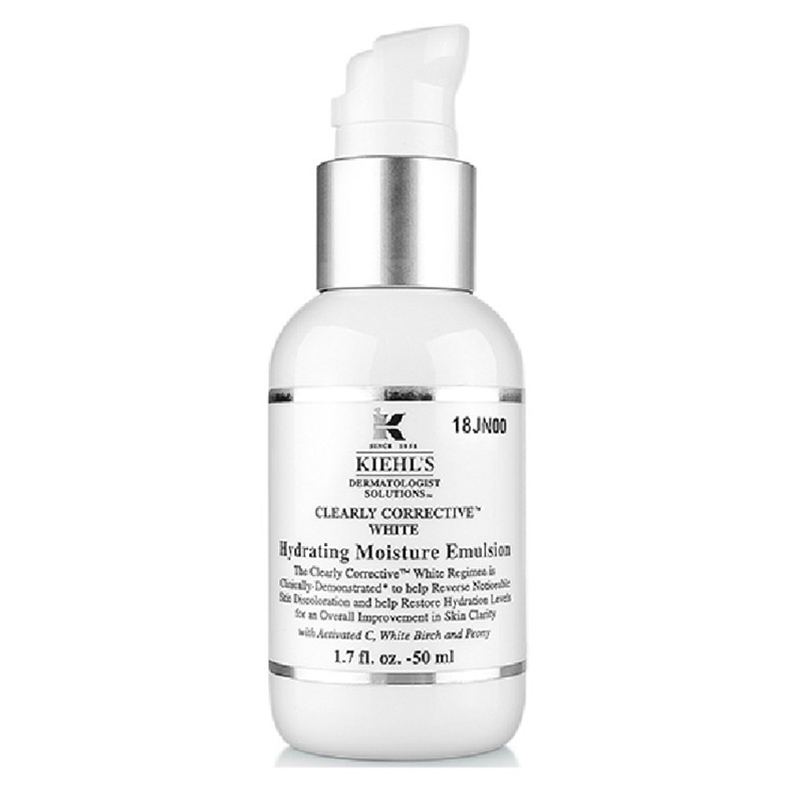 K
18JN00
SINCE 1851
KIEHL'S
DERMATOLOGIST
SOLUTIONS™
CLEARLY CORRECTIVE™
WHITE
Hydrating Moisture Emulsion
The Clearly Corrective™ White Regimen is
Clinically-Demonstrated* to help Reverse Noticeable
Skin Discoloration and help Restore Hydration Levels
for an Overall Improvement in Skin Clarity
with Activated C, White Birch and Peony
1.7 fl. oz. -50 ml